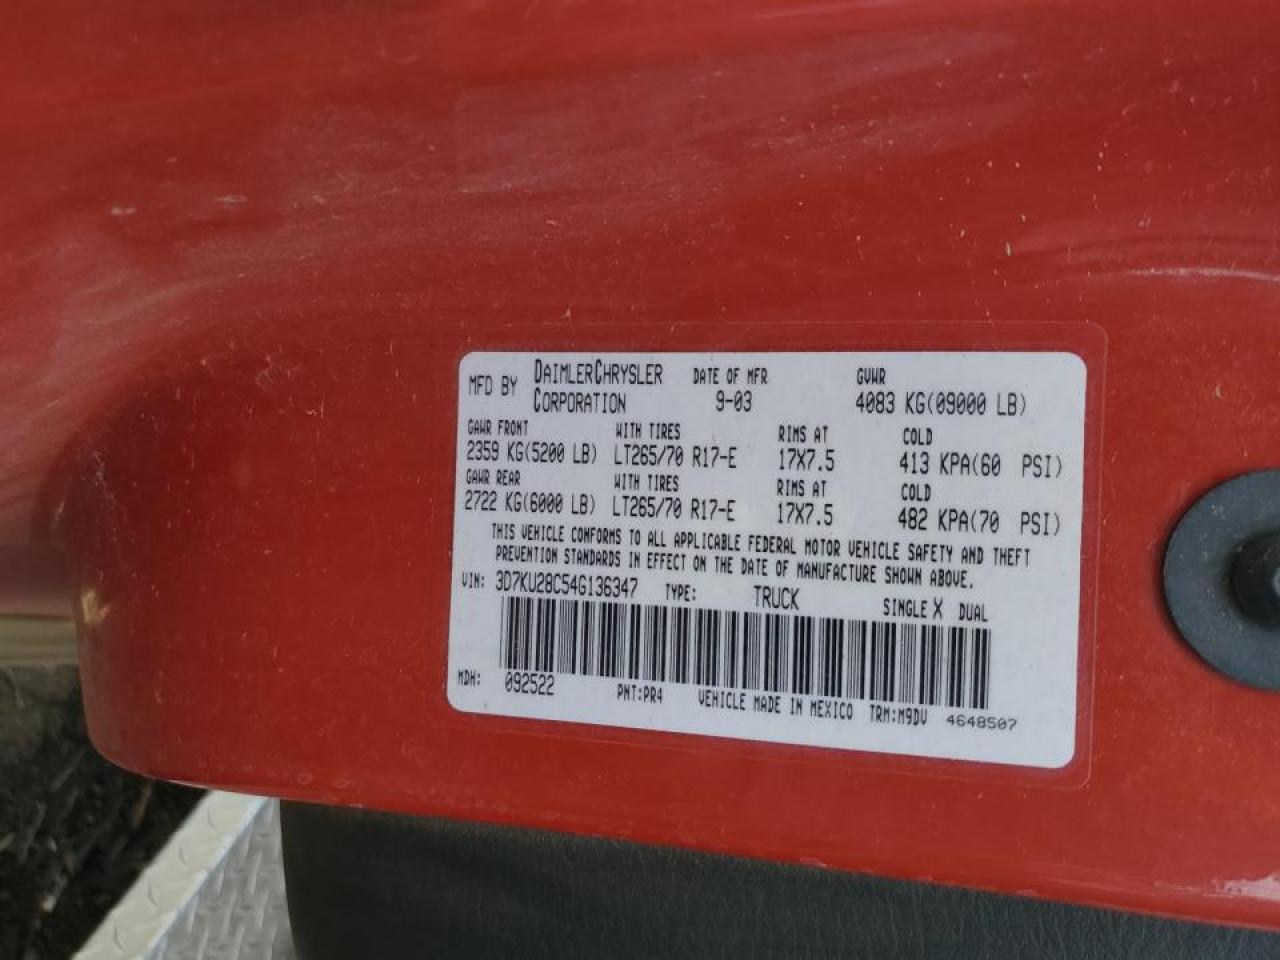 MFD BY DAIMLERCHRYSLER CORPORATION DATE OF MFR 9-03 GVWR 4083 KG(09000 LB)
GAWR FRONT WITH TIRES RIMS AT COLD
2359 KG(5200 LB) LT265/70 R17-E 17X7.5 413 KPA(60 PSI)
GAWR REAR WITH TIRES RIMS AT COLD
2722 KG(6000 LB) LT265/70 R17-E 17X7.5 482 KPA(70 PSI)
THIS VEHICLE CONFORMS TO ALL APPLICABLE FEDERAL MOTOR VEHICLE SAFETY AND THEFT
PREVENTION STANDARDS IN EFFECT ON THE DATE OF MANUFACTURE SHOWN ABOVE.
VIN: 3D7KU28C54G136347 TYPE: TRUCK SINGLE X DUAL
MDH: 092522 PNT:PR4 VEHICLE MADE IN MEXICO TRM:M9DV 4648507